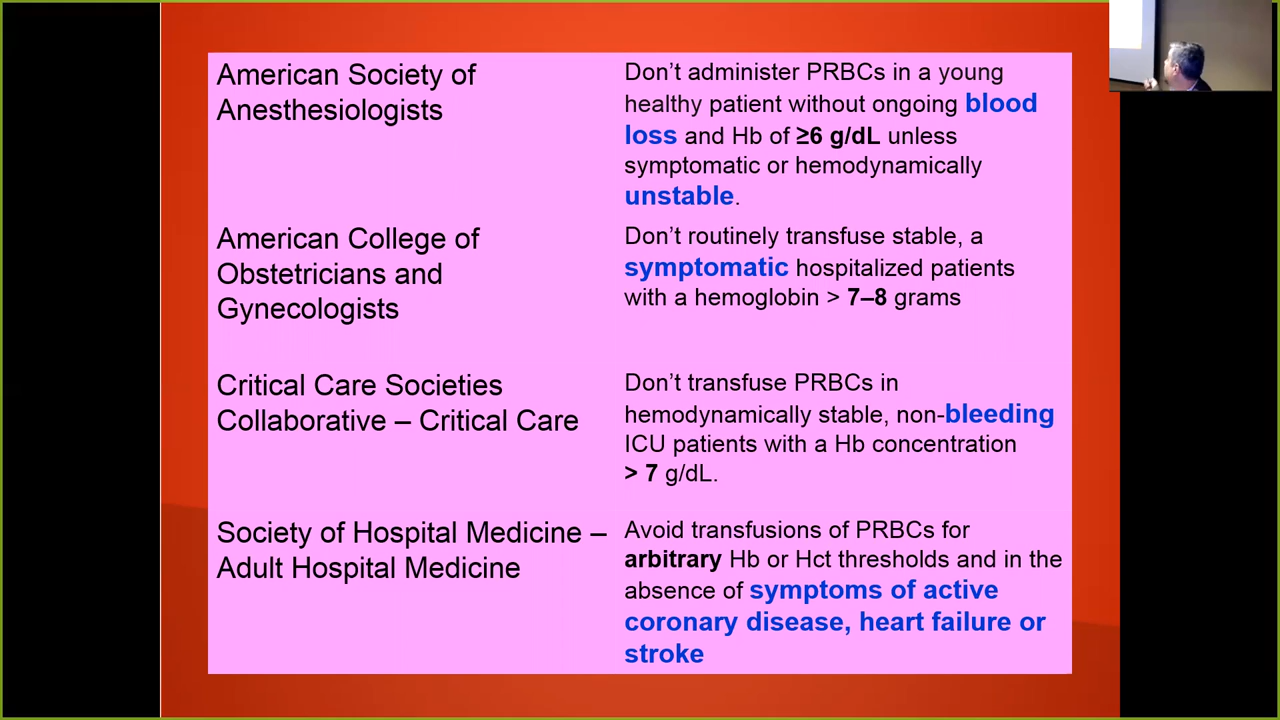 American Society of
Anesthesiologists
Don’t administer PRBCs in a young
healthy patient without ongoing blood
loss and Hb of ≥6 g/dL unless
symptomatic or hemodynamically
unstable.
American College of
Obstetricians and
Gynecologists
Don’t routinely transfuse stable, a
symptomatic hospitalized patients
with a hemoglobin > 7–8 grams
Critical Care Societies
Collaborative – Critical Care
Don’t transfuse PRBCs in
hemodynamically stable, non-bleeding
ICU patients with a Hb concentration
> 7 g/dL.
Society of Hospital Medicine –
Adult Hospital Medicine
Avoid transfusions of PRBCs for
arbitrary Hb or Hct thresholds and in the
absence of symptoms of active
coronary disease, heart failure or
stroke